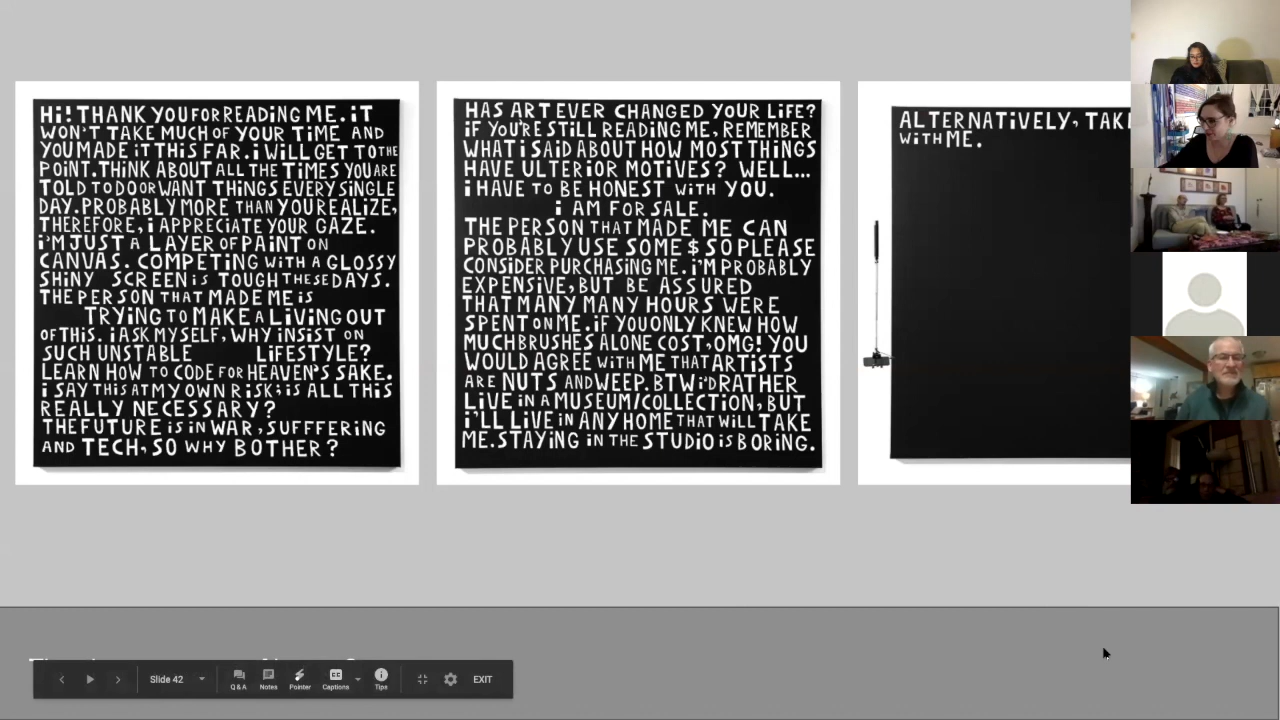 Hi! THANK YOU FOR READiNG ME. iT
WON'T TAKE MUCH OF YOUR TiME AND
YOU MADE iT THiS FAR. i WiLL GET TO THE
POiNT. THiNK ABOUT ALL THE TiMES YOU ARE
TOLD TO DO OR WANT THiNGS EVERY SiNGLE
DAY. PROBABLY MORE THAN YOU REALiZE,
THEREFORE, i APPRECiATE YOUR GAZE.
i'M JUST A LAYER OF PAiNT ON
CANVAS. COMPETiNG WiTH A GLOSSY
SHiNY SCREEN iS TOUGH THESE DAYS.
THE PERSON THAT MADE ME iS
TRYiNG TO MAKE A LiViNG OUT
OF THiS. i ASK MYSELF, WHY iNSiST ON
SUCH UNSTABLE LiFESTYLE?
LEARN HOW TO CODE FOR HEAVEN'S SAKE.
i SAY THiS AT MY OWN RiSK; iS ALL THiS
REALLY NECESSARY?
THE FUTURE iS iN WAR, SUFFFERiNG
AND TECH, SO WHY BOTHER?
HAS ART EVER CHANGED YOUR LiFE?
iF YOU'RE STiLL READiNG ME, REMEMBER
WHAT i SAiD ABOUT HOW MOST THiNGS
HAVE ULTERiOR MOTiVES? WELL...
i HAVE TO BE HONEST WiTH YOU.
i AM FOR SALE.
THE PERSON THAT MADE ME CAN
PROBABLY USE SOME $ SO PLEASE
CONSiDER PURCHASiNG ME. i'M PROBABLY
EXPENSiVE, BUT BE ASSURED
THAT MANY MANY HOURS WERE
SPENT ON ME. iF YOU ONLY KNEW HOW
MUCH BRUSHES ALONE COST, OMG! YOU
WOULD AGREE WiTH ME THAT ARTiSTS
ARE NUTS AND WEEP. BTW i'D RATHER
LiVE iN A MUSEUM/COLLECTiON, BUT
i'LL LiVE iN ANY HOME THAT WiLL TAKE
ME. STAYiNG iN THE STUDiO iS BORiNG.
ALTERNATiVELY, TAK
WiTH ME.
Slide 42
Q & A
Notes
Pointer
Captions
Tips
EXIT